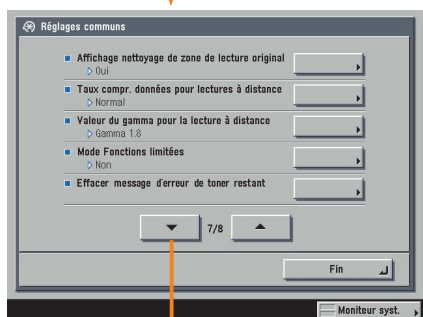 Réglages communs
Affichage nettoyage de zone de lecture original
Oui
Taux compr. données pour lectures à distance
Normal
Valeur du gamma pour la lecture à distance
Gamma 1.8
Mode Fonctions limitées
Non
Effacer message d'erreur de toner restant
7/8
Fin
Moniteur syst.